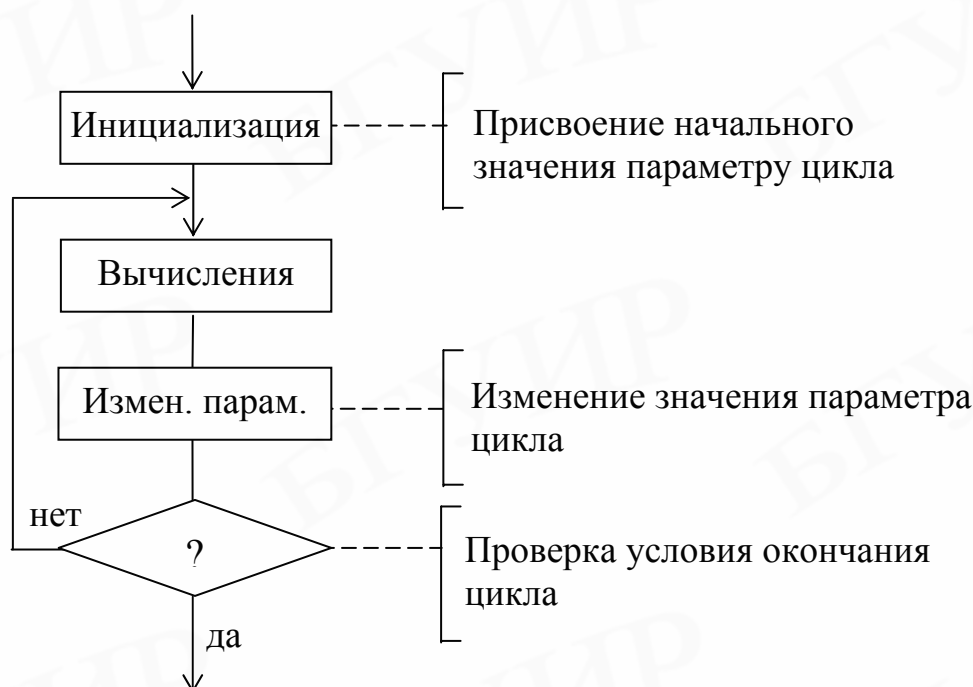 Инициализация
Присвоение начального
значения параметру цикла
Вычисления
Измен. парам.
Изменение значения параметра
цикла
нет
?
Проверка условия окончания
цикла
да
БГУИР